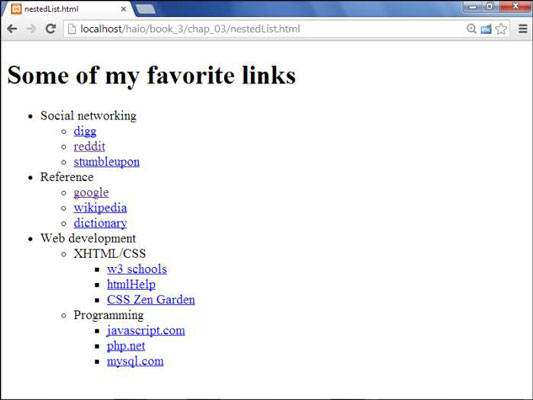 nestedList.html
localhost/haio/book_3/chap_03/nestedList.html
Some of my favorite links
Social networking
digg
reddit
stumbleupon
Reference
google
wikipedia
dictionary
Web development
XHTML/CSS
w3 schools
htmlHelp
CSS Zen Garden
Programming
javascript.com
php.net
mysql.com